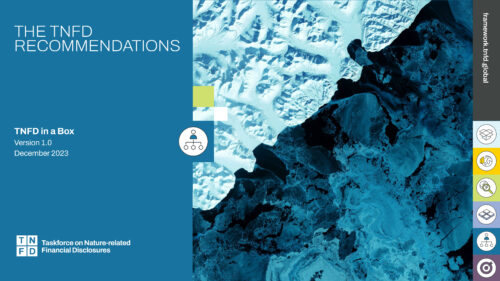 THE TNFD
RECOMMENDATIONS
TNFD in a Box
Version 1.0
December 2023
T N
F D
Taskforce on Nature-related
Financial Disclosures
framework.tnfd.global